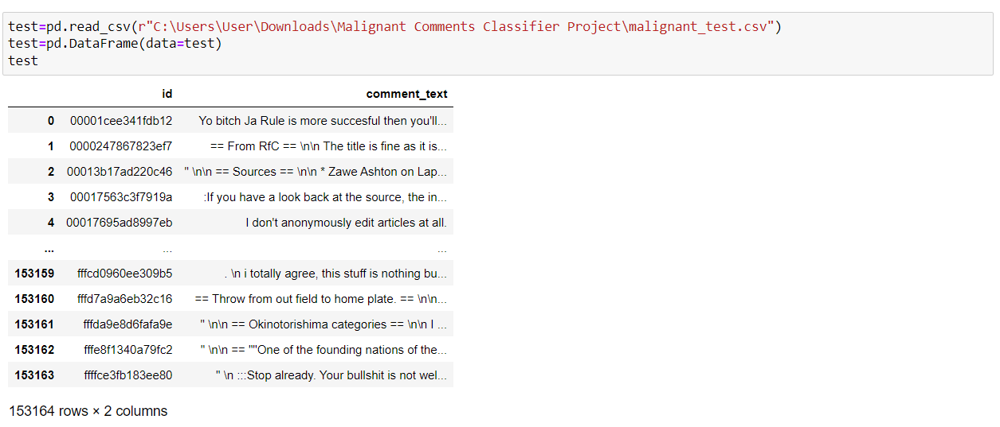 test=pd.read_csv(r"C:\Users\User\Downloads\Malignant Comments Classifier Project\malignant_test.csv")
test=pd.DataFrame(data=test)
test
id comment_text
0 00001cee341fdb12 Yo bitch Ja Rule is more succesful then you'll...
1 0000247867823ef7 == From RfC == \n\n The title is fine as it is...
2 00013b17ad220c46 " \n\n == Sources == \n\n * Zawe Ashton on Lap...
3 00017563c3f7919a :If you have a look back at the source, the in...
4 00017695ad8997eb I don't anonymously edit articles at all.
... ... ...
153159 fffcd0960ee309b5 . \n i totally agree, this stuff is nothing bu...
153160 fffd7a9a6eb32c16 == Throw from out field to home plate. == \n\n...
153161 fffda9e8d6fafa9e " \n\n == Okinotorishima categories == \n\n I ...
153162 fffe8f1340a79fc2 " \n\n == ""One of the founding nations of the...
153163 ffffce3fb183ee80 " \n :::Stop already. Your bullshit is not wel...
153164 rows × 2 columns